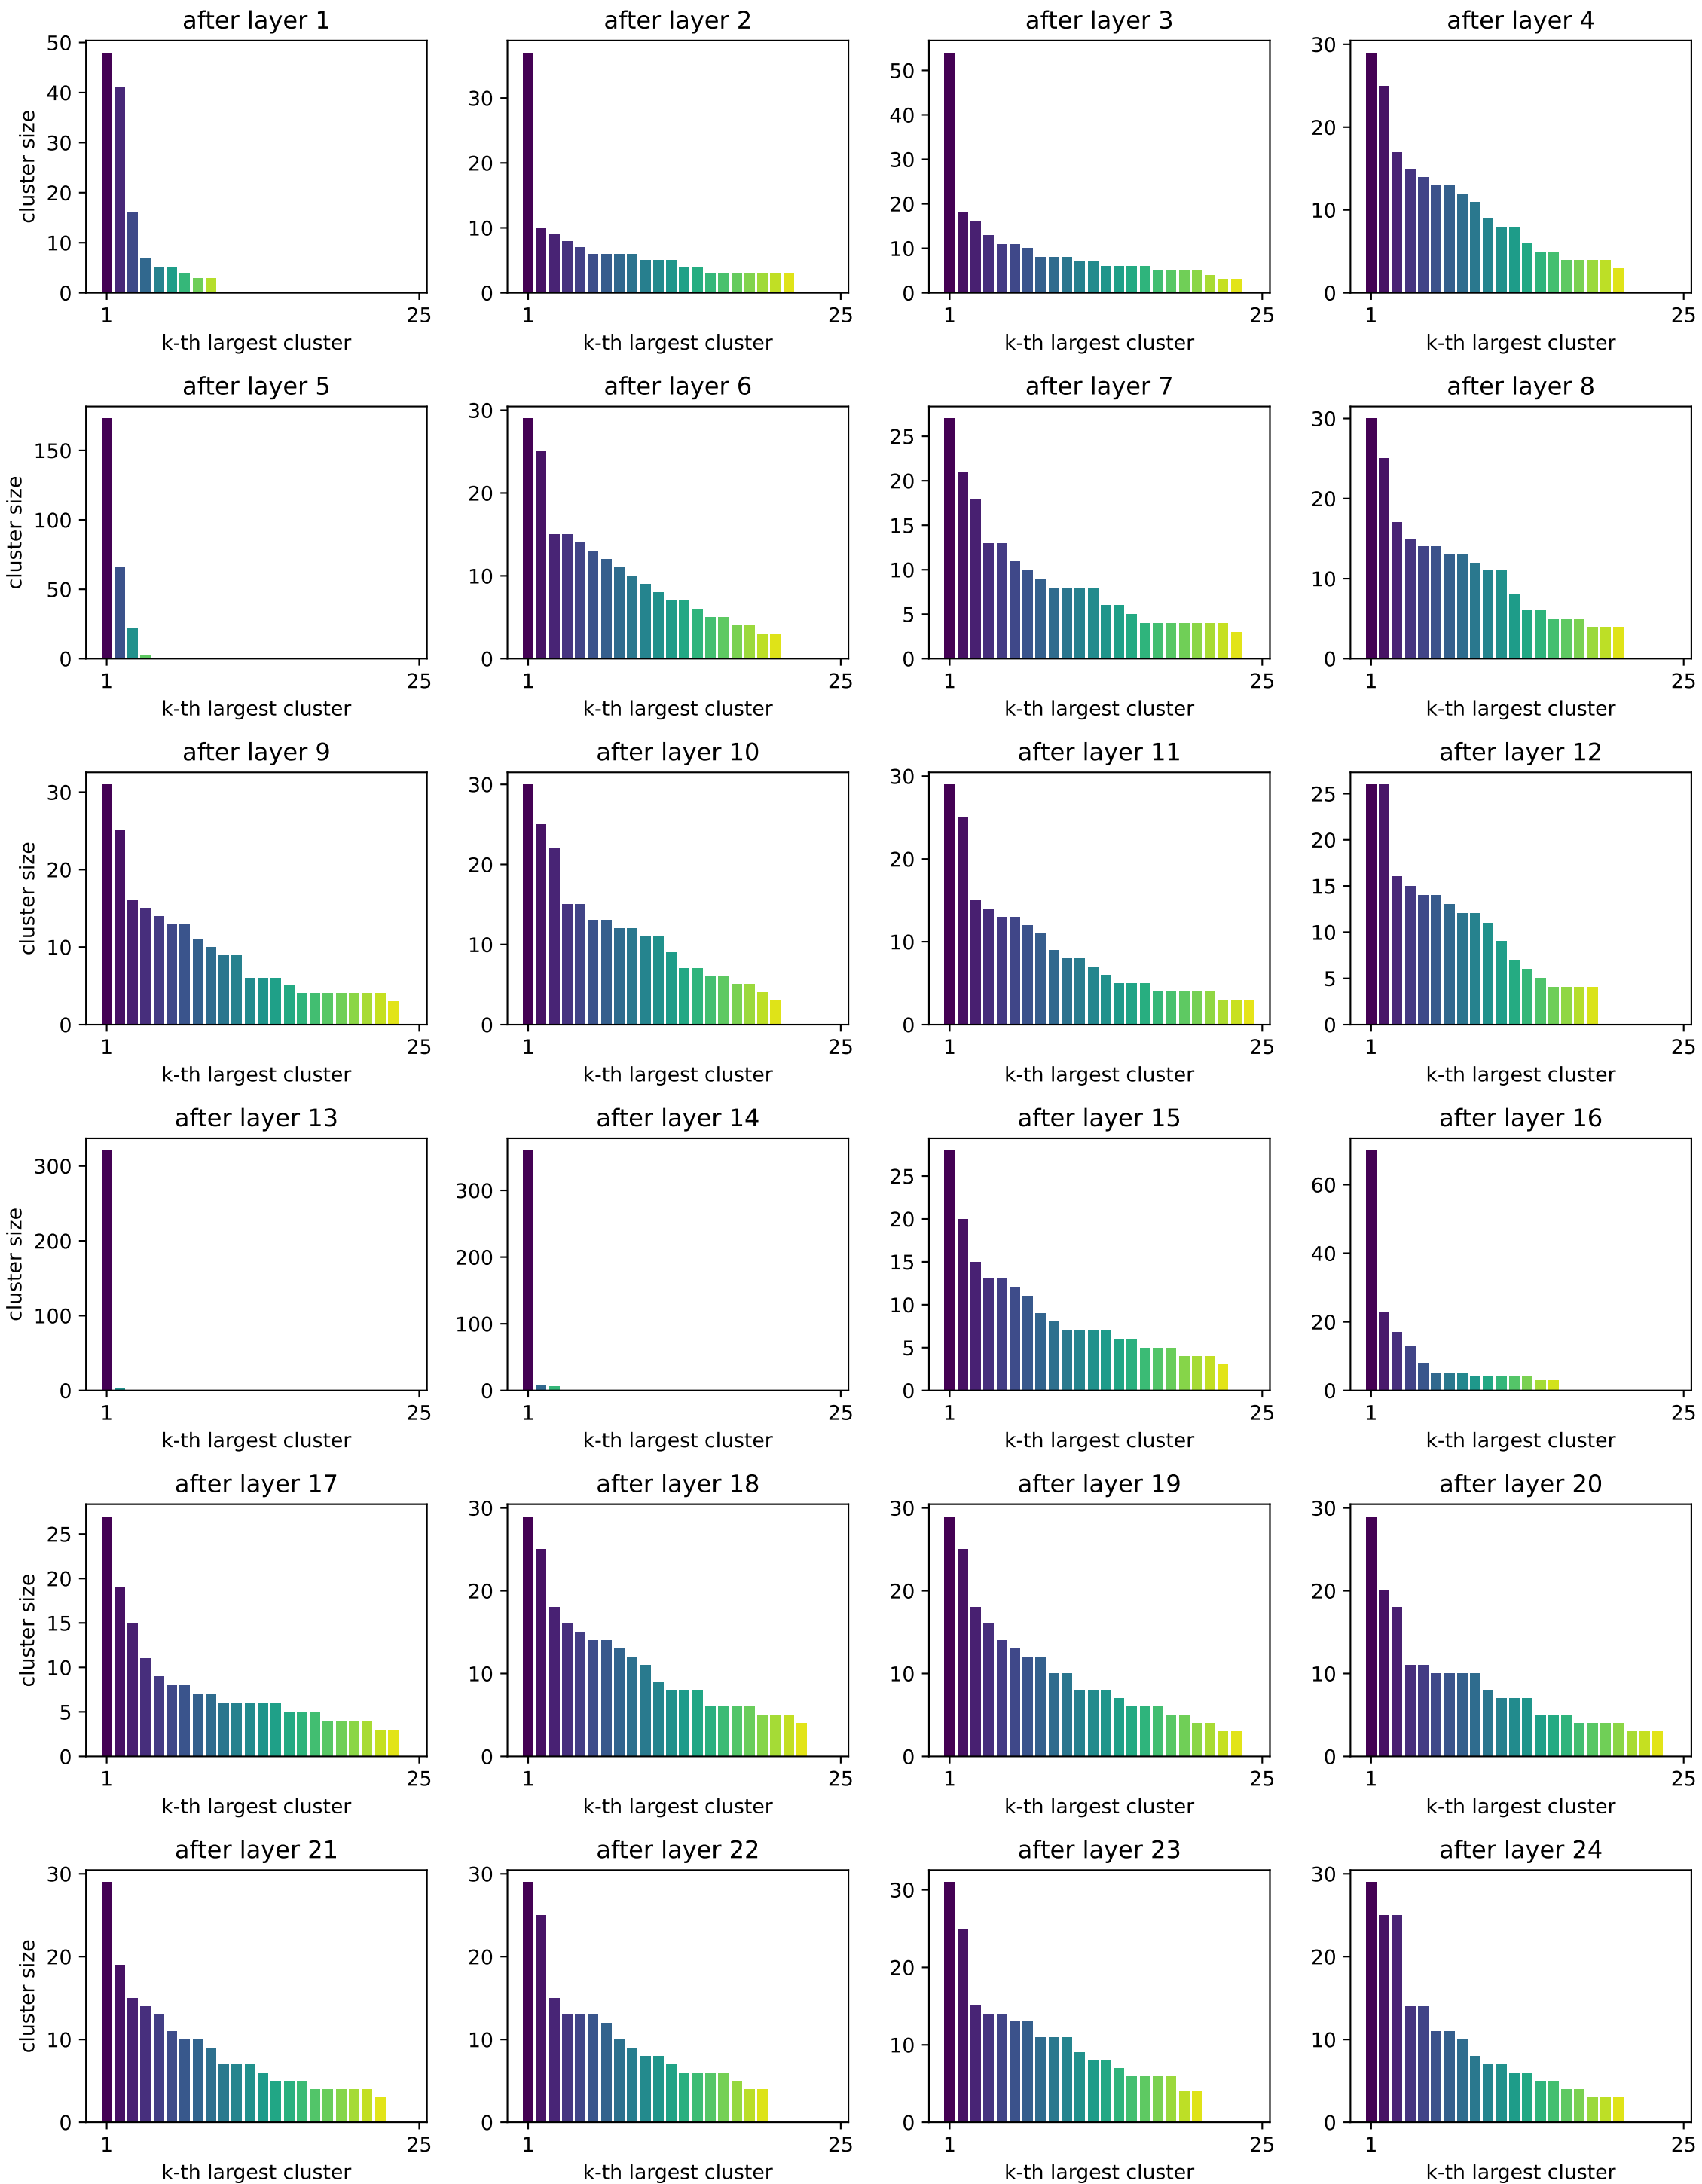 after layer 1
50
40
30
20
10
0
cluster size
1
25
k-th largest cluster
after layer 2
30
20
10
0
1
25
k-th largest cluster
after layer 3
50
40
30
20
10
0
1
25
k-th largest cluster
after layer 4
30
20
10
0
1
25
k-th largest cluster
after layer 5
150
100
50
0
cluster size
1
25
k-th largest cluster
after layer 6
30
20
10
0
1
25
k-th largest cluster
after layer 7
25
20
15
10
5
0
1
25
k-th largest cluster
after layer 8
30
20
10
0
1
25
k-th largest cluster
after layer 9
30
20
10
0
cluster size
1
25
k-th largest cluster
after layer 10
30
20
10
0
1
25
k-th largest cluster
after layer 11
30
20
10
0
1
25
k-th largest cluster
after layer 12
25
20
15
10
5
0
1
25
k-th largest cluster
after layer 13
300
200
100
0
cluster size
1
25
k-th largest cluster
after layer 14
300
200
100
0
1
25
k-th largest cluster
after layer 15
25
20
15
10
5
0
1
25
k-th largest cluster
after layer 16
60
40
20
0
1
25
k-th largest cluster
after layer 17
25
20
15
10
5
0
cluster size
1
25
k-th largest cluster
after layer 18
30
20
10
0
1
25
k-th largest cluster
after layer 19
30
20
10
0
1
25
k-th largest cluster
after layer 20
30
20
10
0
1
25
k-th largest cluster
after layer 21
30
20
10
0
cluster size
1
25
k-th largest cluster
after layer 22
30
20
10
0
1
25
k-th largest cluster
after layer 23
30
20
10
0
1
25
k-th largest cluster
after layer 24
30
20
10
0
1
25
k-th largest cluster